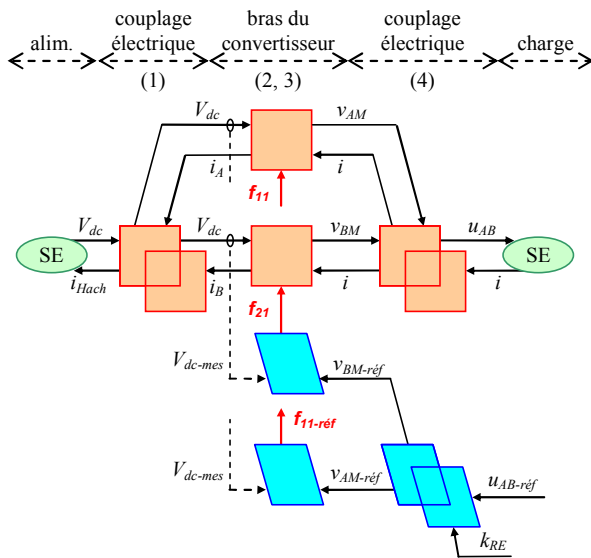 couplage bras du couplage
alim. électrique convertisseur électrique charge
(1) (2, 3) (4)
V_dc v_AM
i_A i
f_11
V_dc V_dc v_BM u_AB
SE SE
i_Hach i_B i i
f_21
V_dc-mes v_BM-réf
f_11-réf
V_dc-mes v_AM-réf u_AB-réf
k_RE